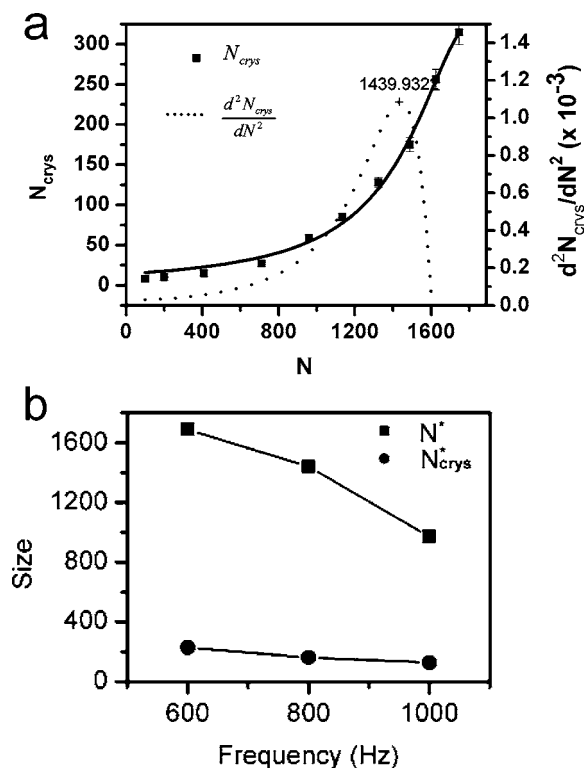 a
300
250
200
150
100
50
0
N_crys
N_crys
d²N_crys
dN²
1439.932
1.4
1.2
1.0
0.8
0.6
0.4
0.2
0.0
d²N_crys/dN² (x 10⁻³)
0 400 800 1200 1600
N
b
1600
1200
800
400
0
Size
N*
N*crys
600 800 1000
Frequency (Hz)